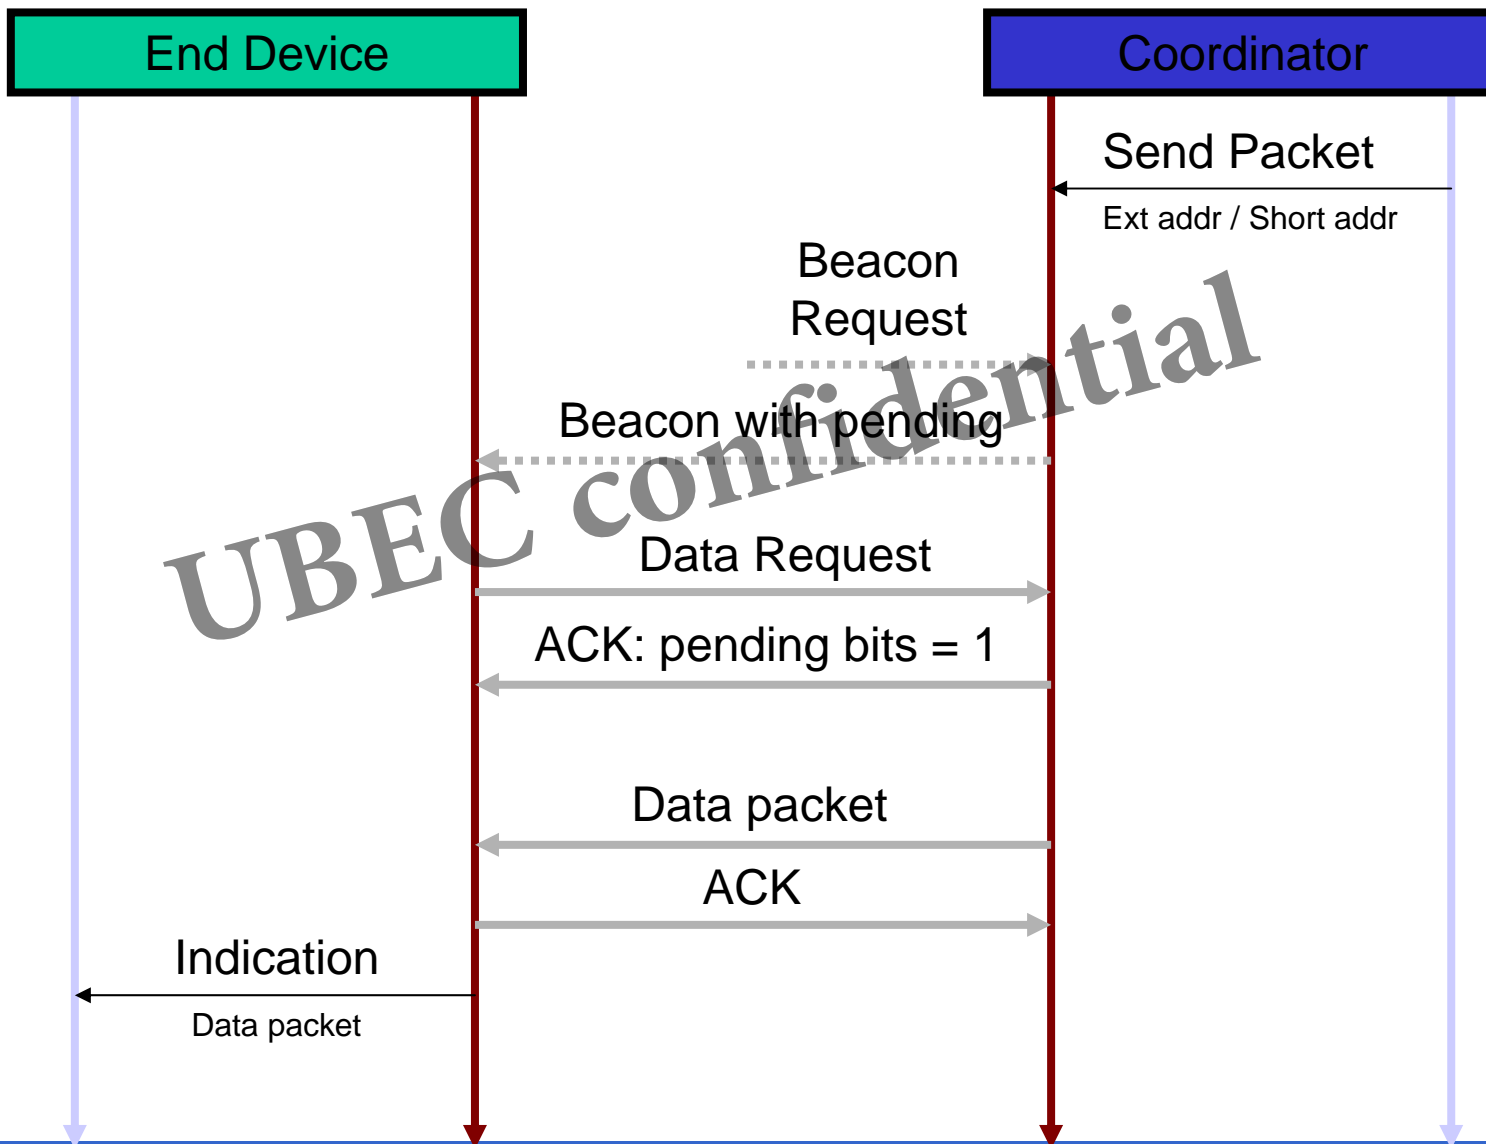 End Device
Coordinator
Send Packet
Ext addr / Short addr
Beacon
Request
Beacon with pending
UBEC confidential
Data Request
ACK: pending bits = 1
Data packet
ACK
Indication
Data packet